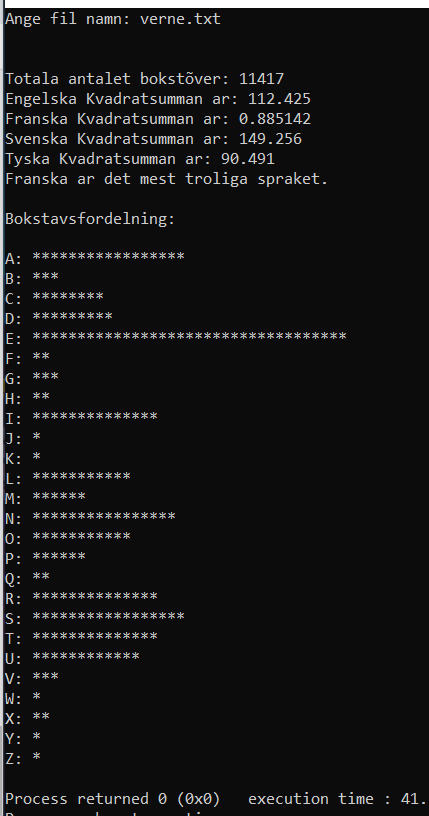 Ange fil namn: verne.txt
Totala antalet bokstõver: 11417
Engelska Kvadratsumman ar: 112.425
Franska Kvadratsumman ar: 0.885142
Svenska Kvadratsumman ar: 149.256
Tyska Kvadratsumman ar: 90.491
Franska ar det mest troliga spraket.
Bokstavsfordelning:
A: *****************
B: ***
C: ********
D: *********
E: ***********************************
F: **
G: ***
H: **
I: **************
J: *
K: *
L: ***********
M: ******
N: ****************
O: ***********
P: ******
Q: **
R: **************
S: *****************
T: **************
U: ************
V: ***
W: *
X: **
Y: *
Z: *
Process returned 0 (0x0)   execution time : 41.